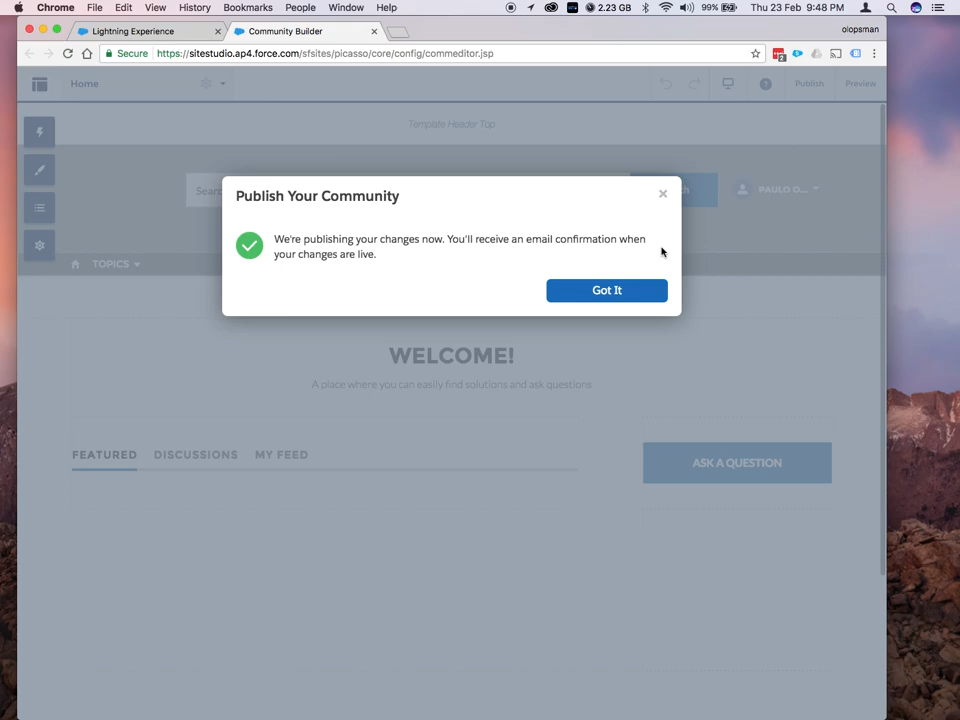 Chrome File Edit View History Bookmarks People Window Help 2.23 GB 99% Thu 23 Feb 9:48 PM
Lightning Experience Community Builder olopsman
Secure https://sitestudio.ap4.force.com/sfsites/picasso/core/config/commeditor.jsp 2
Home Publish Preview
Template Header Top
Publish Your Community
We're publishing your changes now. You'll receive an email confirmation when
your changes are live.
Got It
PAULO D...
TOPICS
WELCOME!
A place where you can easily find solutions and ask questions
FEATURED DISCUSSIONS MY FEED
ASK A QUESTION